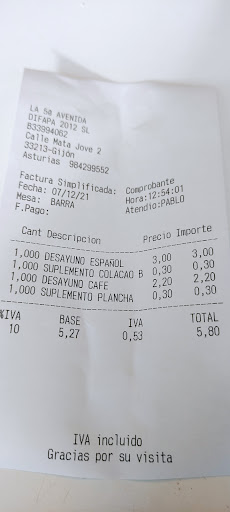 LA 5ª AVENIDA
DIFAPA 2012 SL
B33994062
Calle Mata Jove 2
33213-Gijón
Asturias 984299552
Factura Simplificada: Comprobante
Fecha: 07/12/21 Hora:12:54:01
Mesa: BARRA Atendio:PABLO
F.Pago:
Cant Descripcion Precio Importe
1,000 DESAYUNO ESPAÑOL 3,00 3,00
1,000 SUPLEMENTO COLACAO B 0,30 0,30
1,000 DESAYUNO CAFE 2,20 2,20
1,000 SUPLEMENTO PLANCHA 0,30 0,30
%IVA BASE IVA TOTAL
10 5,27 0,53 5,80
IVA incluido
Gracias por su visita